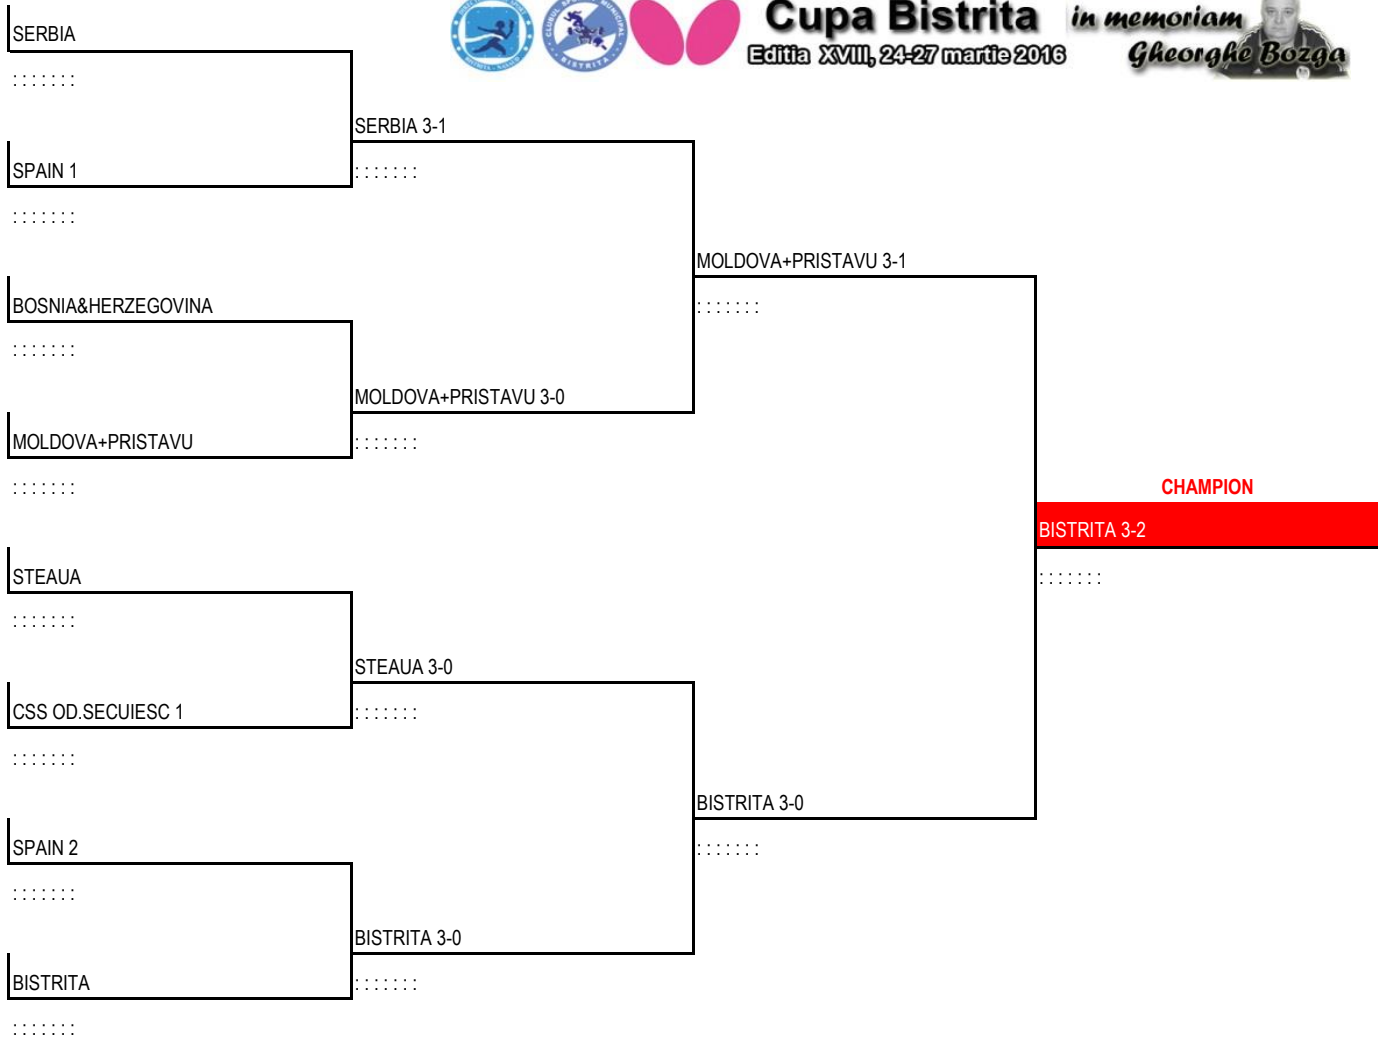 SERBIA
Cupa Bistrita
in memoriam
Editia XVIII, 24-27 martie 2016
Gheorghe Bozga
: : : : : : :
SERBIA 3-1
SPAIN 1
: : : : : : :
: : : : : : :
MOLDOVA+PRISTAVU 3-1
BOSNIA&HERZEGOVINA
: : : : : : :
: : : : : : :
MOLDOVA+PRISTAVU 3-0
MOLDOVA+PRISTAVU
: : : : : : :
: : : : : : :
CHAMPION
BISTRITA 3-2
STEAUA
: : : : : : :
: : : : : : :
STEAUA 3-0
CSS OD.SECUIESC 1
: : : : : : :
: : : : : : :
BISTRITA 3-0
SPAIN 2
: : : : : : :
: : : : : : :
BISTRITA 3-0
BISTRITA
: : : : : : :
: : : : : : :